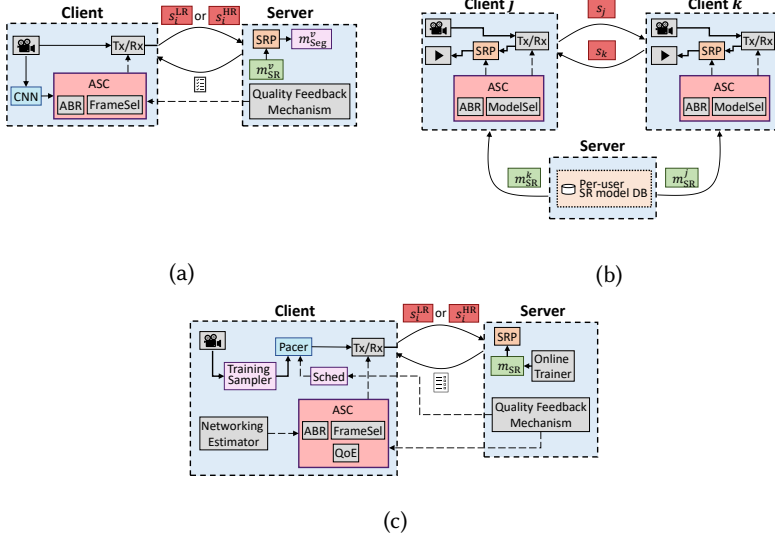 Client
Server
s_i^LR or s_i^HR
Tx/Rx
SRP
m_Seg^v
m_SR^v
CNN
ASC
ABR
FrameSel
Quality Feedback
Mechanism
(a)
Client j
Client k
s_j
s_k
Tx/Rx
SRP
ASC
ABR
ModelSel
Tx/Rx
SRP
ASC
ABR
ModelSel
Server
m_SR^k
Per-user
SR model DB
m_SR^j
(b)
Client
Server
s_i^LR or s_i^HR
Pacer
Tx/Rx
Training
Sampler
Sched
SRP
m_SR
Online
Trainer
Networking
Estimator
ASC
ABR
FrameSel
QoE
Quality Feedback
Mechanism
(c)